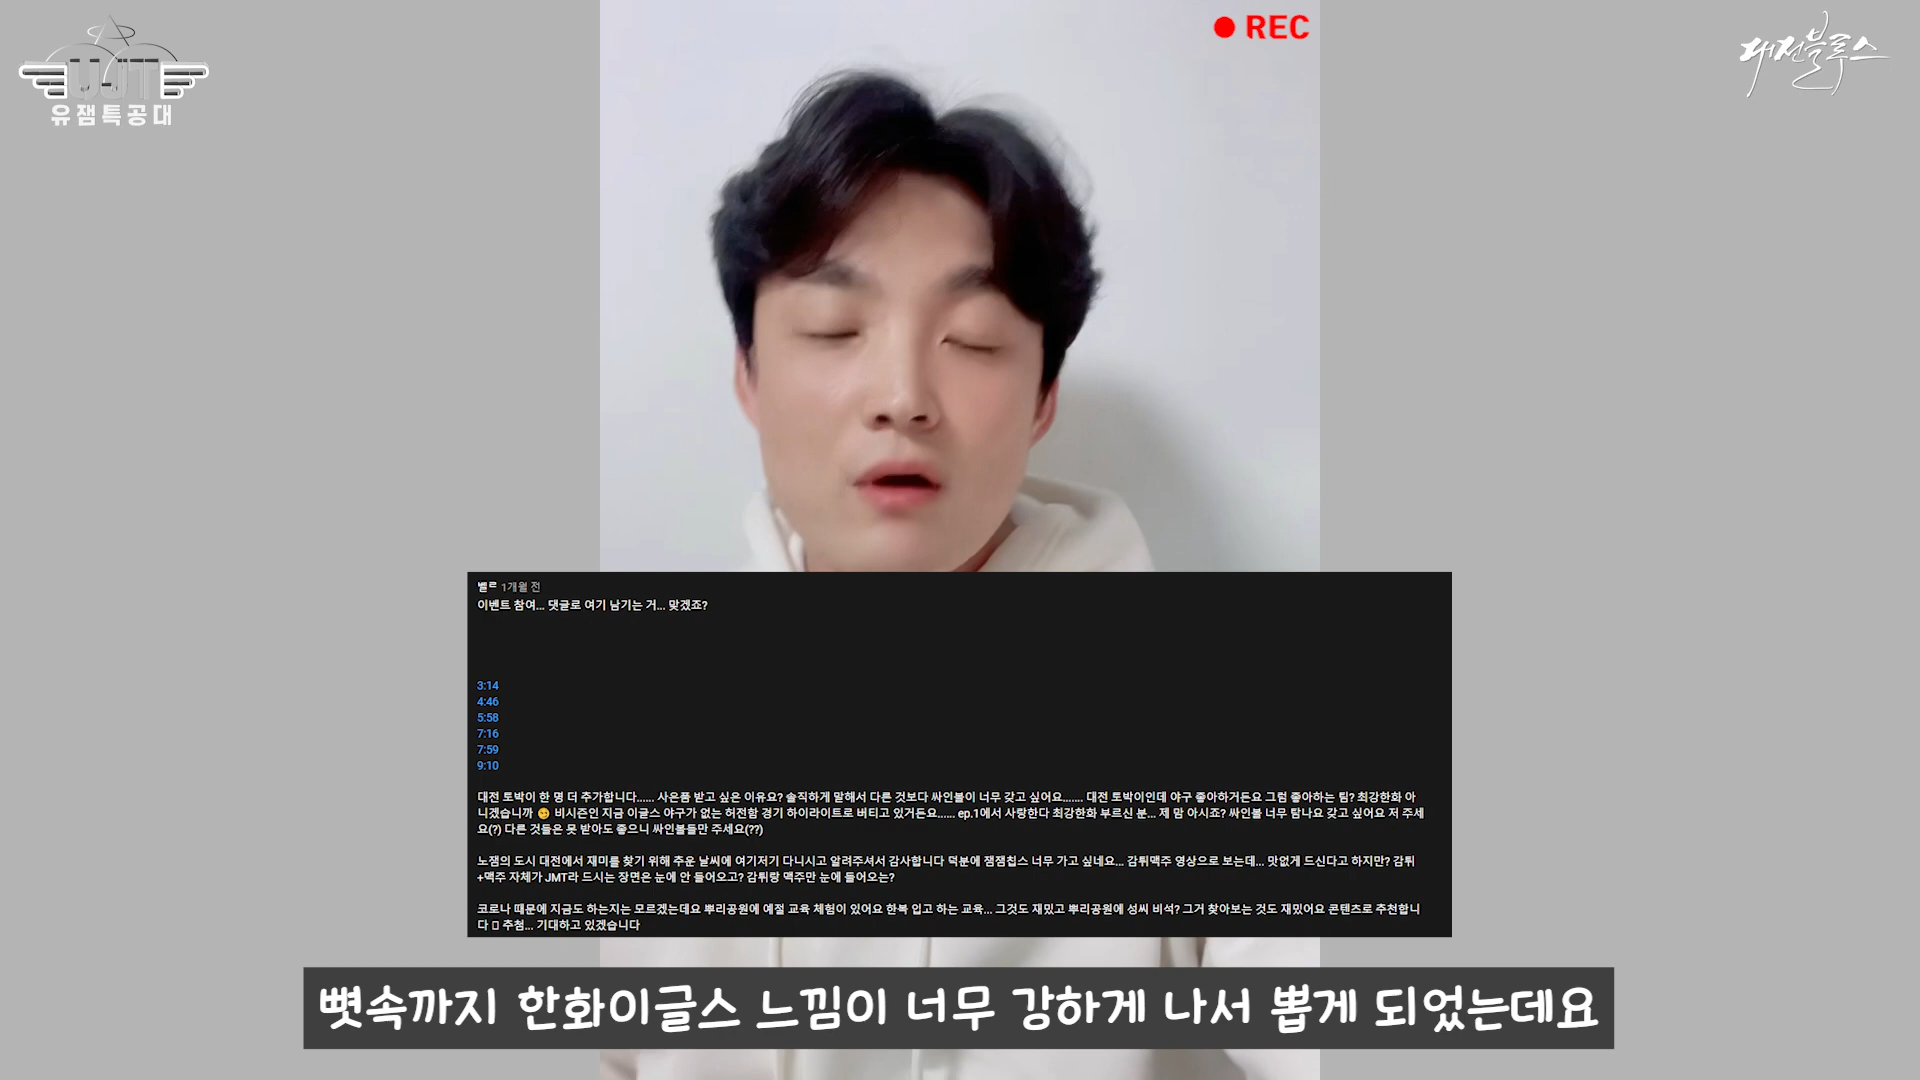 REC
UJT
유잼특공대
대전블루스
벨르 1개월 전
이벤트 참여... 댓글로 여기 남기는 거... 맞겠죠?
3:14
4:46
5:58
7:16
7:59
9:10
대전 토박이 한 명 더 추가합니다...... 사은품 받고 싶은 이유요? 솔직하게 말해서 다른 것보다 싸인볼이 너무 갖고 싶어요....... 대전 토박이인데 야구 좋아하거든요 그럼 좋아하는 팀? 최강한화 아
니겠습니까 😏 비시즌인 지금 이글스 야구가 없는 허전함 경기 하이라이트로 버티고 있거든요...... ep.1에서 사랑한다 최강한화 부르신 분... 제 맘 아시죠? 싸인볼 너무 탐나요 갖고 싶어요 저 주세
요(?) 다른 것들은 못 받아도 좋으니 싸인볼들만 주세요(??)
노잼의 도시 대전에서 재미를 찾기 위해 추운 날씨에 여기저기 다니시고 알려주셔서 감사합니다 덕분에 잼잼칩스 너무 가고 싶네요... 감튀맥주 영상으로 보는데... 맛없게 드신다고 하지만? 감튀
+맥주 자체가 JMT라 드시는 장면은 눈에 안 들어오고? 감튀랑 맥주만 눈에 들어오는?
코로나 때문에 지금도 하는지는 모르겠는데요 뿌리공원에 예절 교육 체험이 있어요 한복 입고 하는 교육... 그것도 재밌고 뿌리공원에 성씨 비석? 그거 찾아보는 것도 재밌어요 콘텐츠로 추천합니
다 추첨... 기대하고 있겠습니다
뼛속까지 한화이글스 느낌이 너무 강하게 나서 뽑게 되었는데요